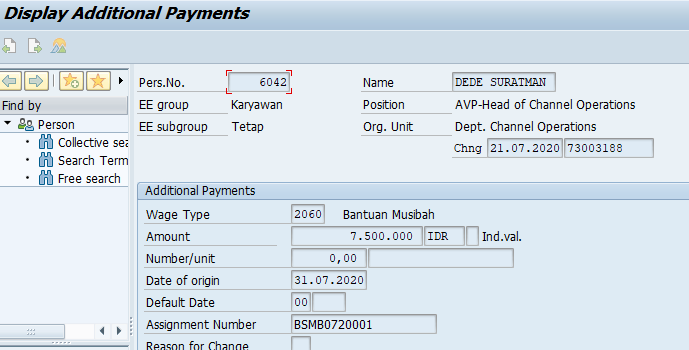 Display Additional Payments
Find by
Person
Collective sea
Search Term
Free search
Pers.No. 6042 Name DEDE SURATMAN
EE group Karyawan Position AVP-Head of Channel Operations
EE subgroup Tetap Org. Unit Dept. Channel Operations
Chng 21.07.2020 73003188
Additional Payments
Wage Type 2060 Bantuan Musibah
Amount 7.500.000 IDR Ind.val.
Number/unit 0,00
Date of origin 31.07.2020
Default Date 00
Assignment Number BSMB0720001
Reason for Change